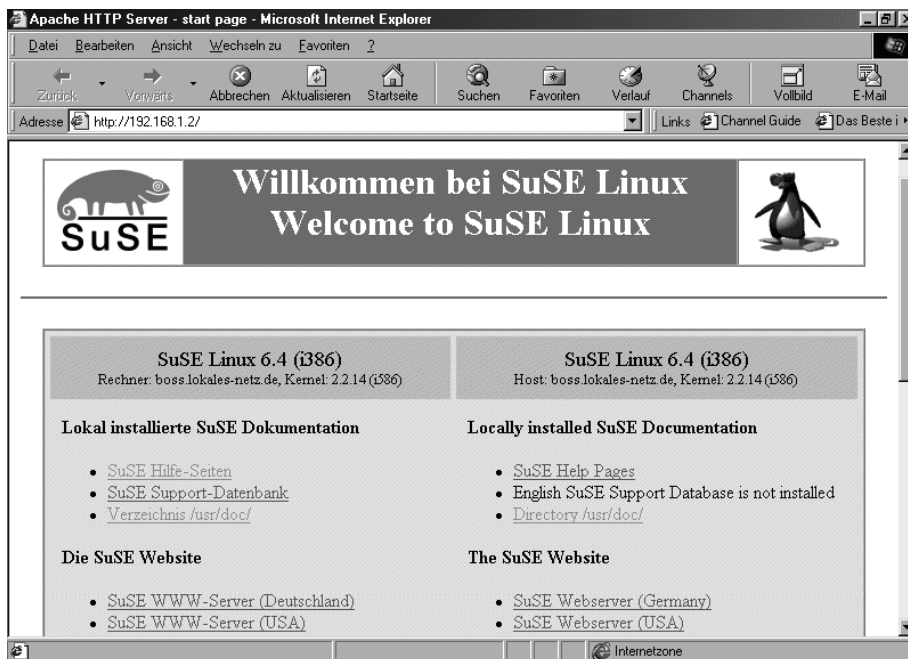 Apache HTTP Server - start page - Microsoft Internet Explorer
Datei Bearbeiten Ansicht Wechseln zu Favoriten ?
Zurück Vorwärts Abbrechen Aktualisieren Startseite Suchen Favoriten Verlauf Channels Vollbild E-Mail
Adresse http://192.168.1.2/ Links Channel Guide Das Beste i
SuSE
Willkommen bei SuSE Linux
Welcome to SuSE Linux
SuSE Linux 6.4 (i386)
Rechner: boss.lokales-netz.de, Kernel: 2.2.14 (i586)
Lokal installierte SuSE Dokumentation
SuSE Hilfe-Seiten
SuSE Support-Datenbank
Verzeichnis /usr/doc/
Die SuSE Website
SuSE WWW-Server (Deutschland)
SuSE WWW-Server (USA)
SuSE Linux 6.4 (i386)
Host: boss.lokales-netz.de, Kernel: 2.2.14 (i586)
Locally installed SuSE Documentation
SuSE Help Pages
English SuSE Support Database is not installed
Directory /usr/doc/
The SuSE Website
SuSE Webserver (Germany)
SuSE Webserver (USA)
Internetzone